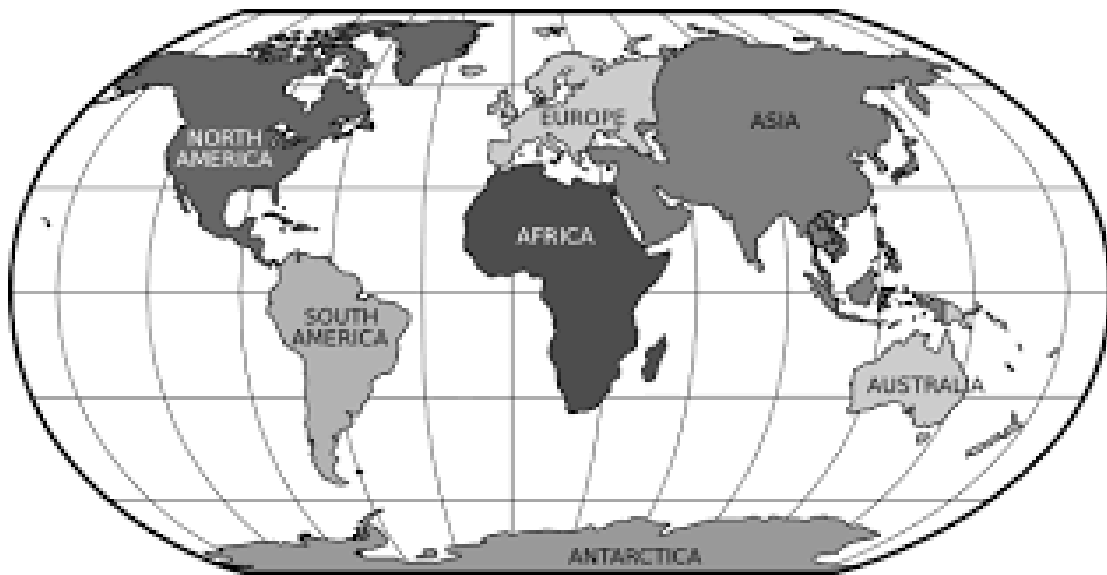 NORTH
AMERICA
EUROPE
ASIA
AFRICA
SOUTH
AMERICA
AUSTRALIA
ANTARCTICA